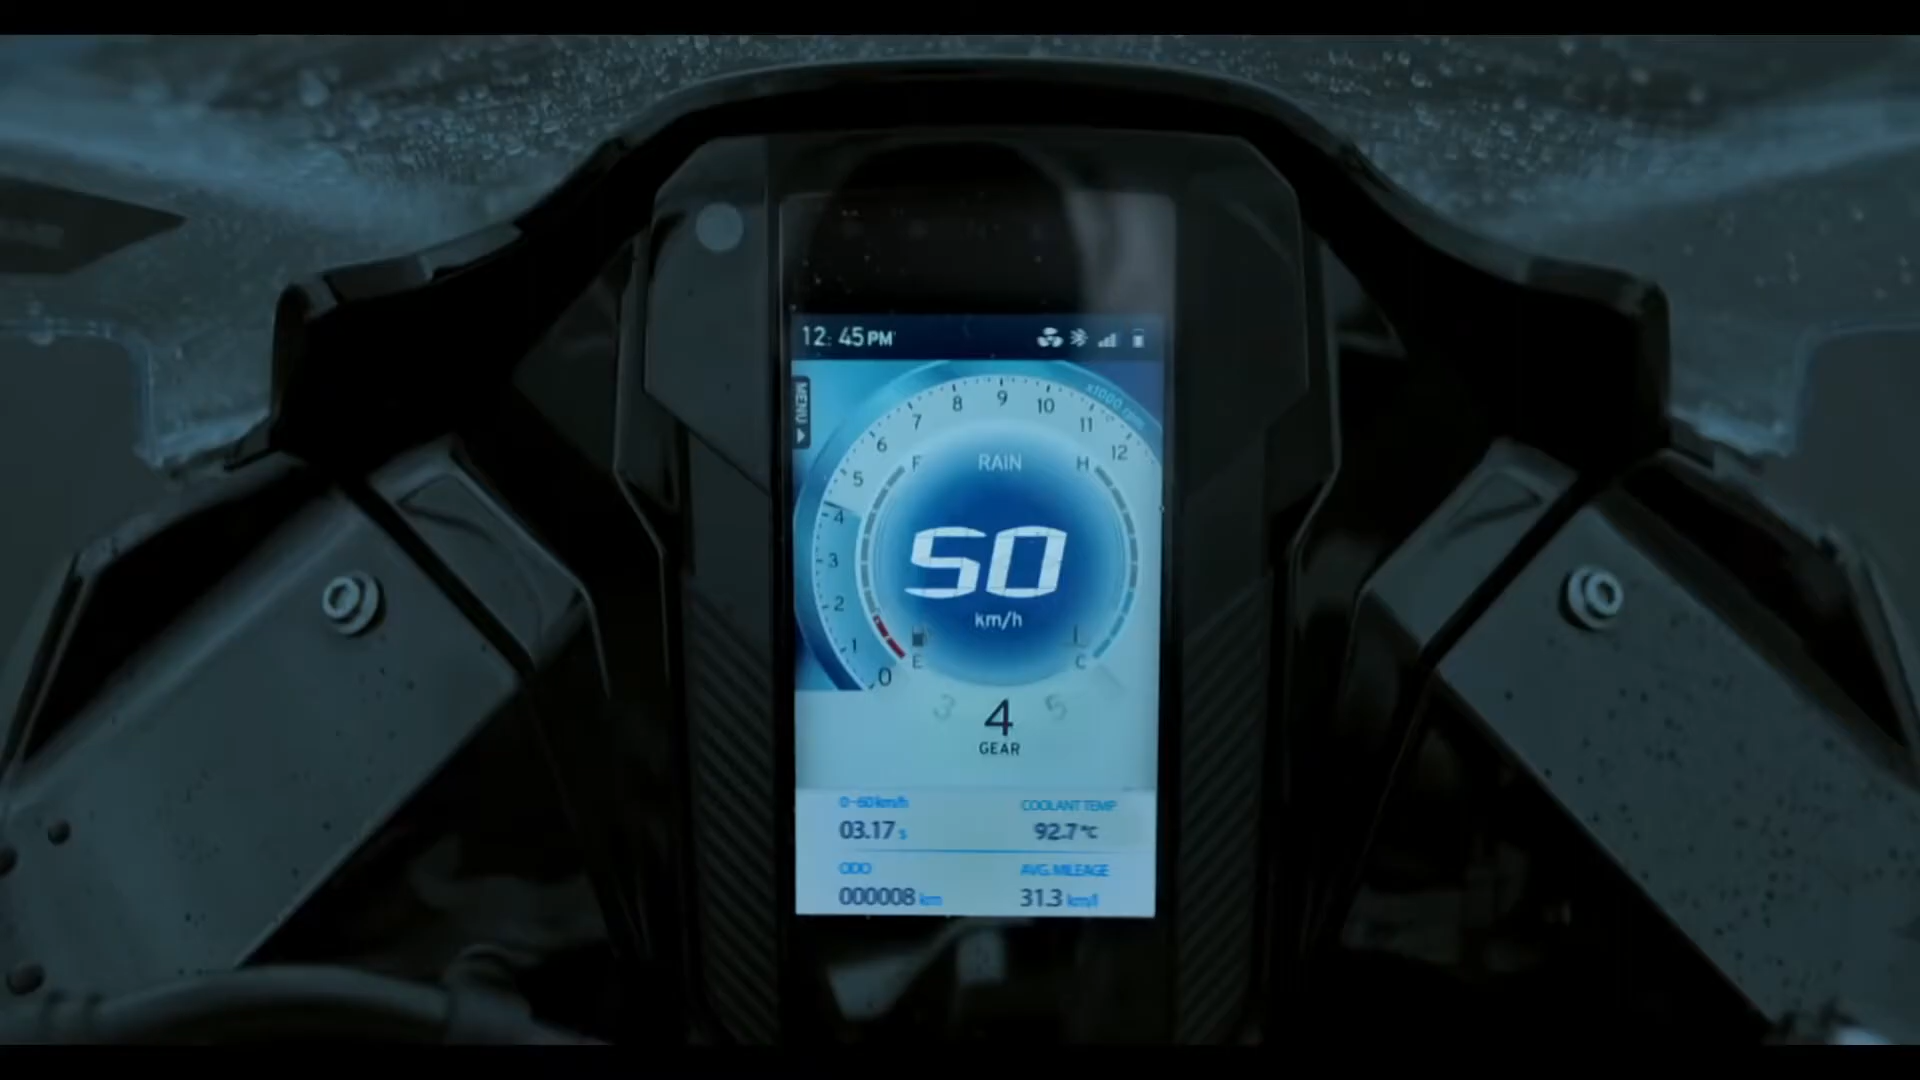 12:45 PM
MENU
x1000 rpm
0 1 2 3 4 5 6 7 8 9 10 11 12
F RAIN H
50
km/h
E C
3 4 5
GEAR
0-60km/h COOLANT TEMP
03.17 s 92.7 °C
ODO AVG. MILEAGE
000008 km 31.3 km/l